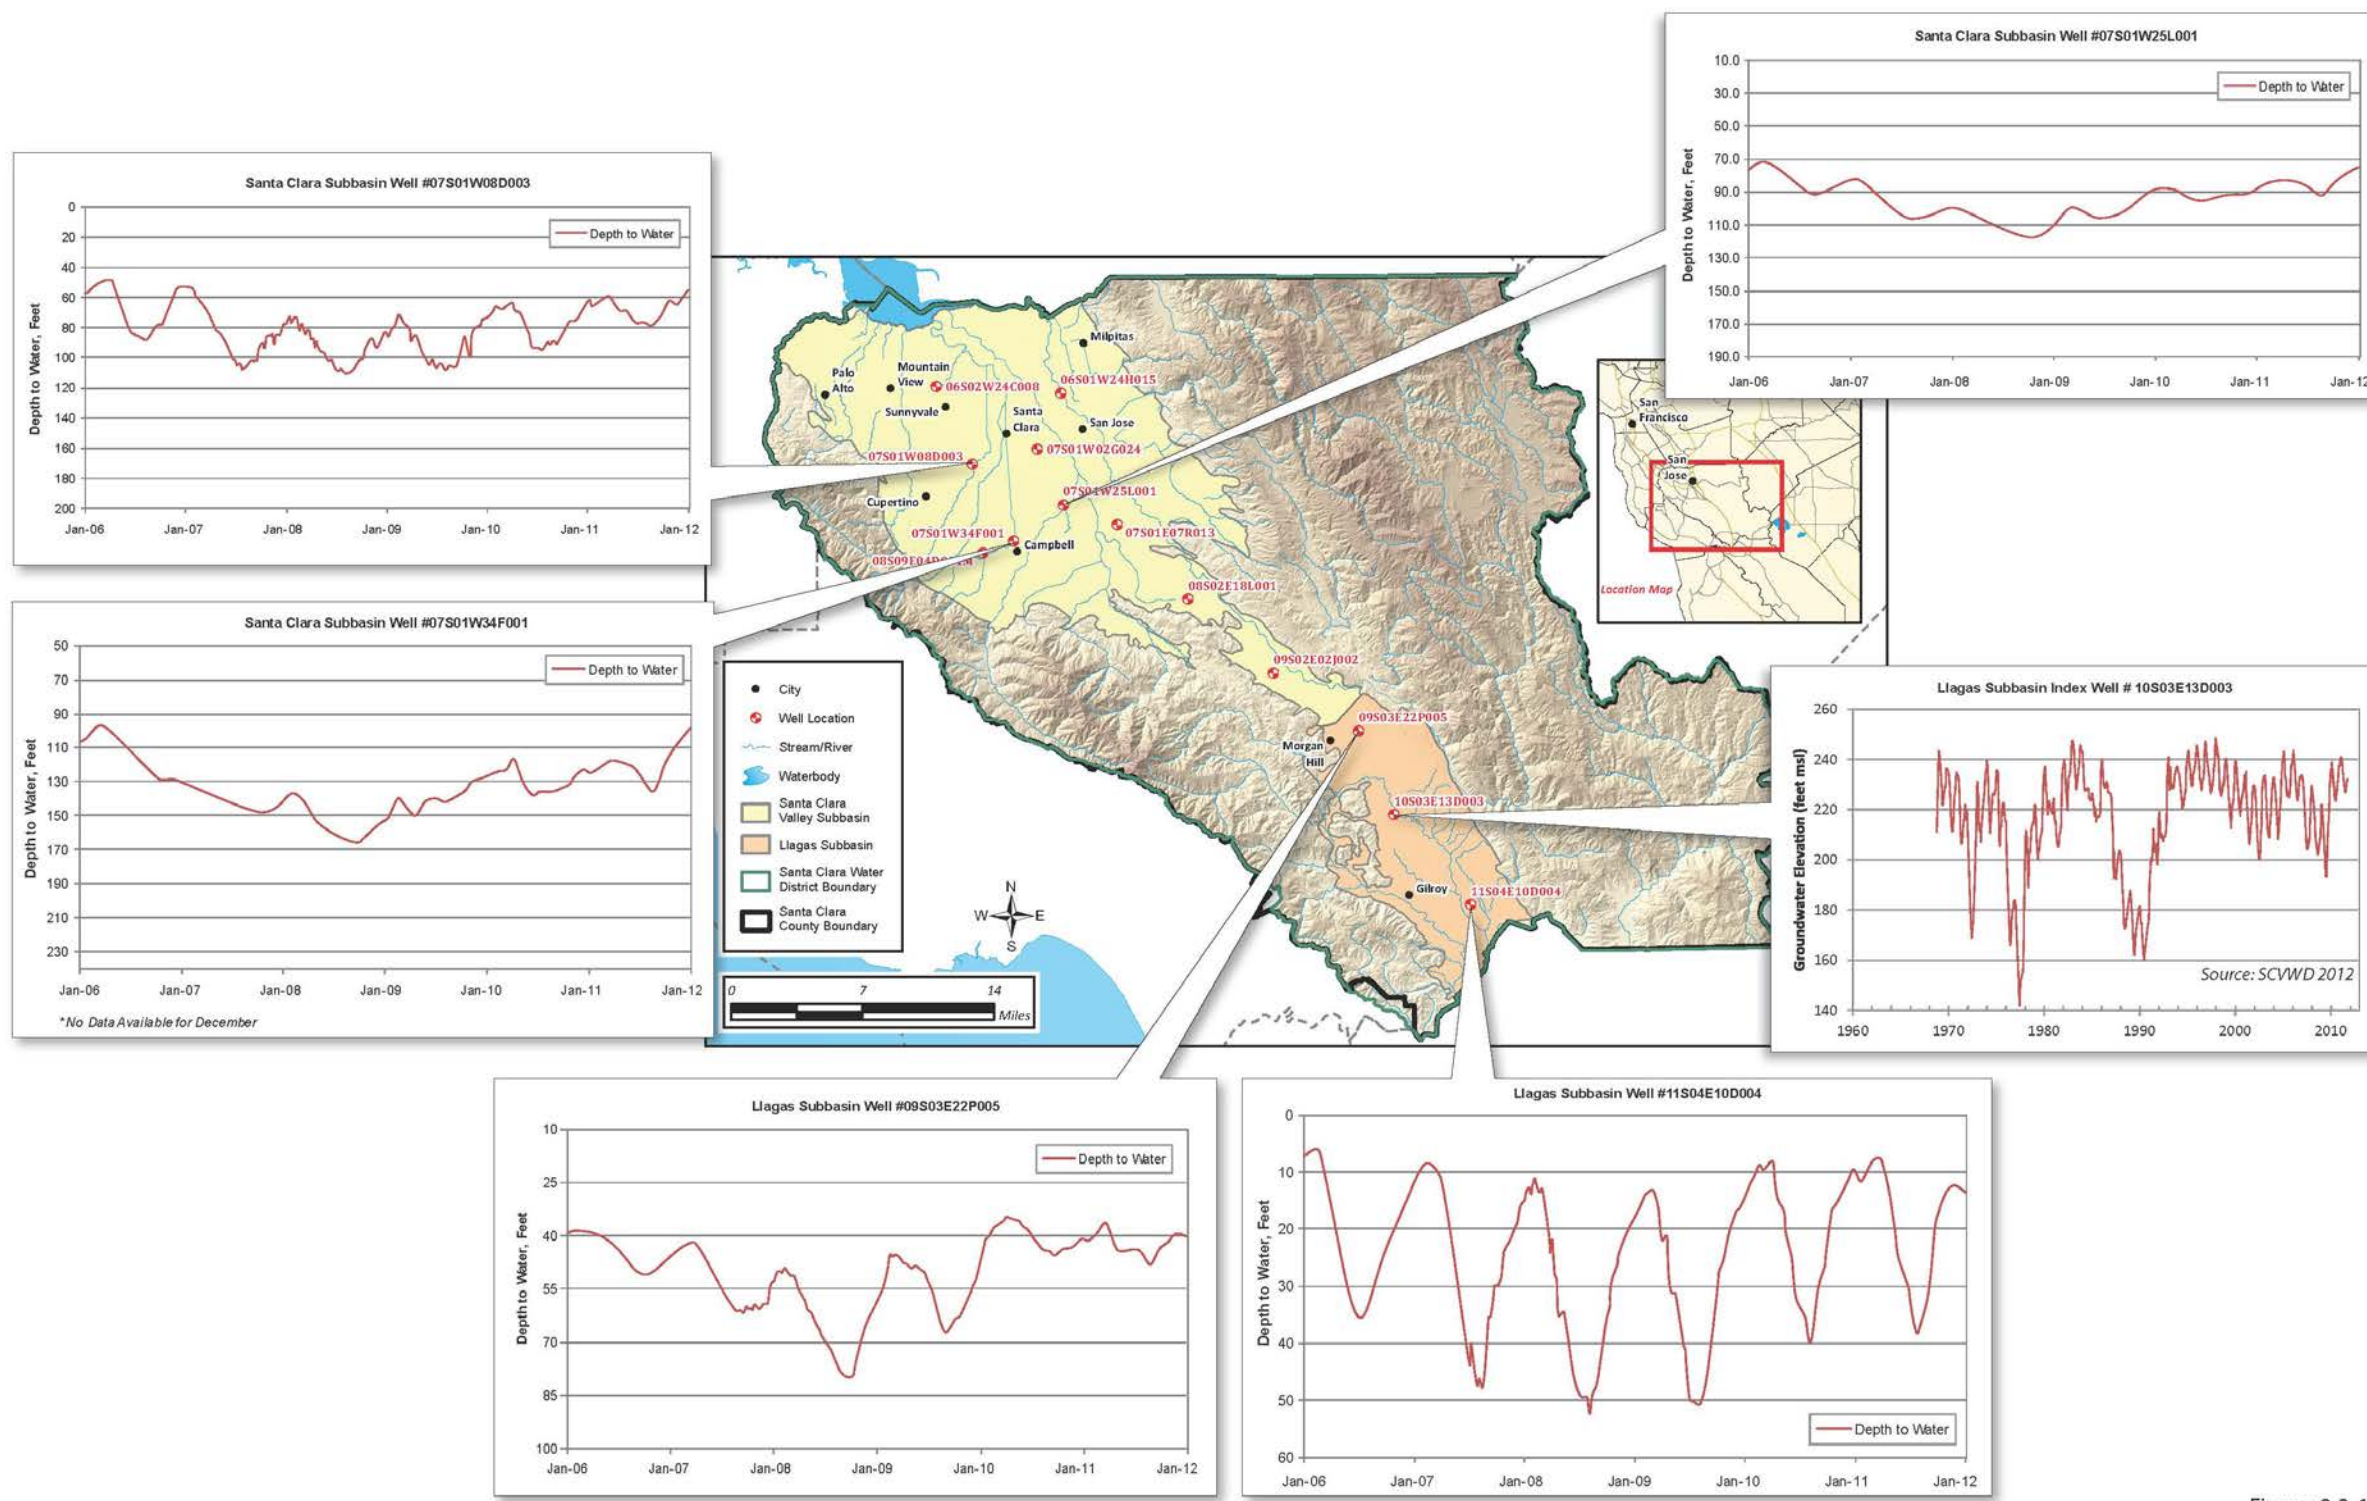 Santa Clara Subbasin Well #07S01W25L001
10.0
30.0
50.0
70.0
90.0
110.0
130.0
150.0
170.0
190.0
Depth to Water, Feet
Depth to Water
Jan-06
Jan-07
Jan-08
Jan-09
Jan-10
Jan-11
Jan-12
Santa Clara Subbasin Well #07S01W08D003
0
20
40
60
80
100
120
140
160
180
200
Depth to Water, Feet
Depth to Water
Jan-06
Jan-07
Jan-08
Jan-09
Jan-10
Jan-11
Jan-12
Milpitas
Palo
Alto
Mountain
View
06S02W24C008
06S01W24H015
Sunnyvale
Santa
Clara
San Jose
07S01W02G024
07S01W08D003
Cupertino
07S01W25L001
07S01W34F001
07S01E07R013
Campbell
08S02E18L001
09S02E02J002
09S03E22P005
Morgan
Hill
10S03E13D003
Gilroy
11S04E10D004
San
Francisco
San
Jose
Location Map
Santa Clara Subbasin Well #07S01W34F001
50
70
90
110
130
150
170
190
210
230
Depth to Water, Feet
Depth to Water
Jan-06
Jan-07
Jan-08
Jan-09
Jan-10
Jan-11
Jan-12
*No Data Available for December
City
Well Location
Stream/River
Waterbody
Santa Clara
Valley Subbasin
Llagas Subbasin
Santa Clara Water
District Boundary
Santa Clara
County Boundary
N
W
E
S
0
7
14
Miles
Llagas Subbasin Index Well # 10S03E13D003
260
240
220
200
180
160
140
Groundwater Elevation (feet msl)
Source: SCVWD 2012
1960
1970
1980
1990
2000
2010
Llagas Subbasin Well #09S03E22P005
10
25
40
55
70
85
100
Depth to Water, Feet
Depth to Water
Jan-06
Jan-07
Jan-08
Jan-09
Jan-10
Jan-11
Jan-12
Llagas Subbasin Well #11S04E10D004
0
10
20
30
40
50
60
Depth to Water, Feet
Depth to Water
Jan-06
Jan-07
Jan-08
Jan-09
Jan-10
Jan-11
Jan-12